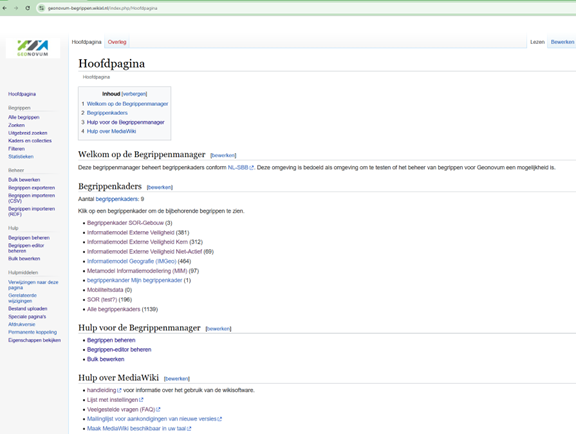 geonovum-begrippen.wikixl.nl/index.php/Hoofdpagina
GEONOVUM
Hoofdpagina
Begrippen
Alle begrippen
Zoeken
Uitgebreid zoeken
Kaders en collecties
Filteren
Statistieken
Beheer
Bulk bewerken
Begrippen exporteren
Begrippen importeren
(CSV)
Begrippen importeren
(RDF)
Hulp
Begrippen beheren
Begrippen-editor
beheren
Bulk bewerken
Hulpmiddelen
Verwijzingen naar deze
pagina
Gerelateerde
wijzigingen
Bestand uploaden
Speciale pagina's
Afdrukversie
Permanente koppeling
Eigenschappen bekijken
Hoofdpagina Overleg
Lezen Bewerken
Hoofdpagina
Hoofdpagina
Inhoud [verbergen]
1 Welkom op de Begrippenmanager
2 Begrippenkaders
3 Hulp voor de Begrippenmanager
4 Hulp over MediaWiki
Welkom op de Begrippenmanager [bewerken]
Deze begrippenmanager beheert begrippenkaders conform NL-SBB. Deze omgeving is bedoeld als omgeving om te testen of het beheer van begrippen voor Geonovum een mogelijkheid is.
Begrippenkaders [bewerken]
Aantal begrippenkaders: 9
Klik op een begrippenkader om de bijbehorende begrippen te zien.
• Begrippenkader SOR-Gebouw (3)
• Informatiemodel Externe Veiligheid (381)
• Informatiemodel Externe Veiligheid Kern (312)
• Informatiemodel Externe Veiligheid Niet-Actief (69)
• Informatiemodel Geografie (IMGeo) (464)
• Metamodel Informatiemodellering (MIM) (97)
• begrippenkander Mijn begrippenkader (1)
• Mobiliteitsdata (0)
• SOR (test?) (196)
• Alle begrippenkaders (1139)
Hulp voor de Begrippenmanager [bewerken]
• Begrippen beheren
• Begrippen-editor beheren
• Bulk bewerken
Hulp over MediaWiki [bewerken]
• handleiding voor informatie over het gebruik van de wikisoftware.
• Lijst met instellingen
• Veelgestelde vragen (FAQ)
• Mailinglijst voor aankondigingen van nieuwe versies
• Maak MediaWiki beschikbaar in uw taal